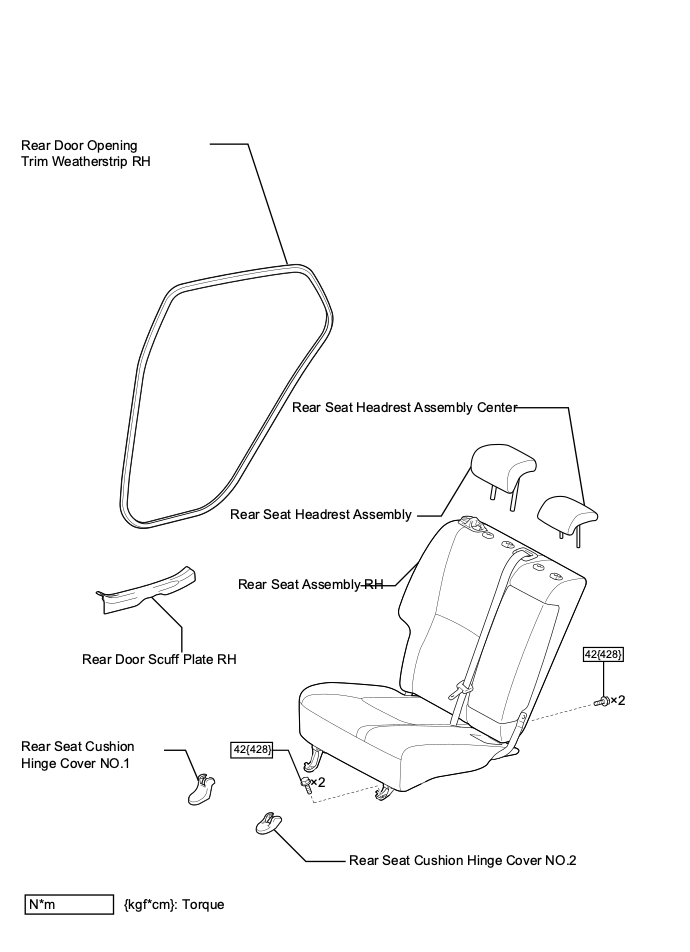 Rear Door Opening
Trim Weatherstrip RH
Rear Seat Headrest Assembly Center
Rear Seat Headrest Assembly
Rear Seat Assembly RH
Rear Door Scuff Plate RH
42{428}
×2
Rear Seat Cushion
Hinge Cover NO.1
42{428}
×2
Rear Seat Cushion Hinge Cover NO.2
N*m {kgf*cm}: Torque